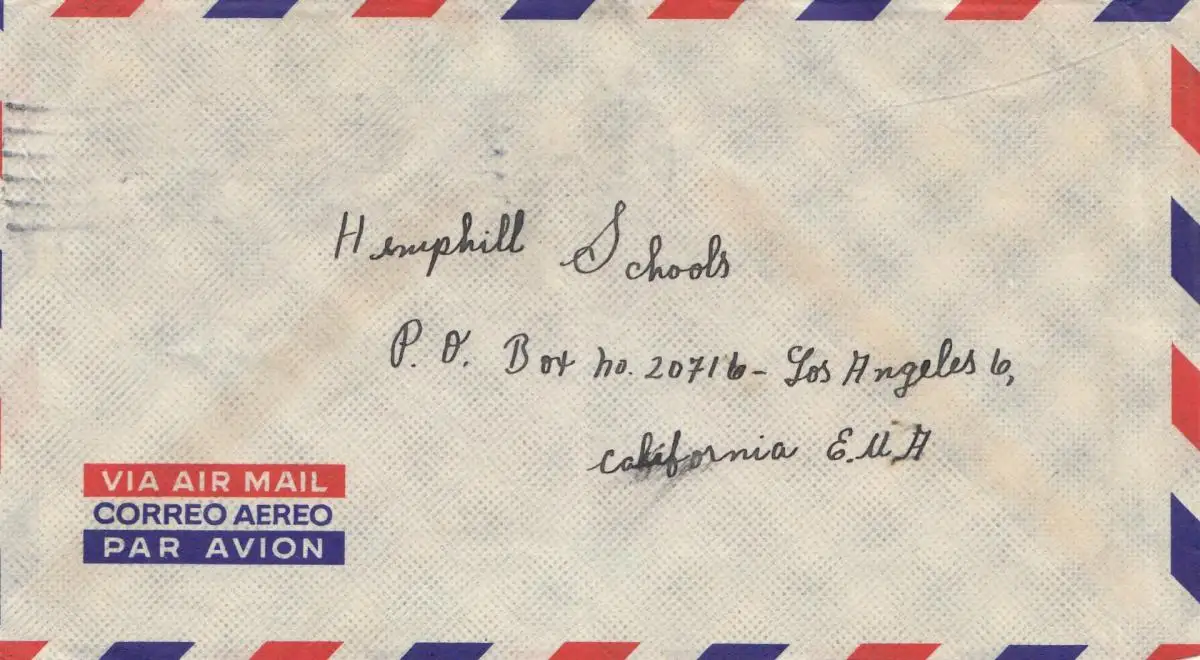 Hemphill Schools
P. O. Box no. 20716 - Los Angeles 6,
california E.U.A
VIA AIR MAIL
CORREO AEREO
PAR AVION